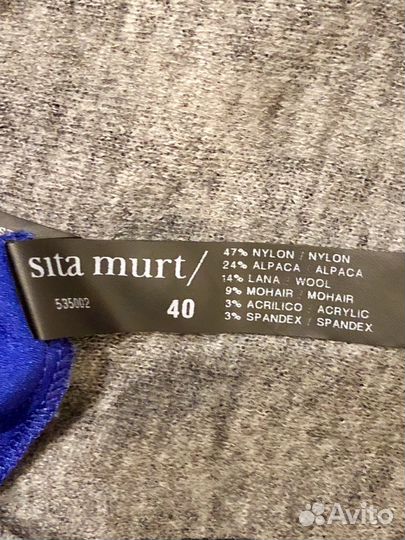 sita murt/
535002
40
47% NYLON / NYLON
24% ALPACA / ALPACA
14% LANA / WOOL
9% MOHAIR / MOHAIR
3% ACRILICO / ACRYLIC
3% SPANDEX / SPANDEX
Avito